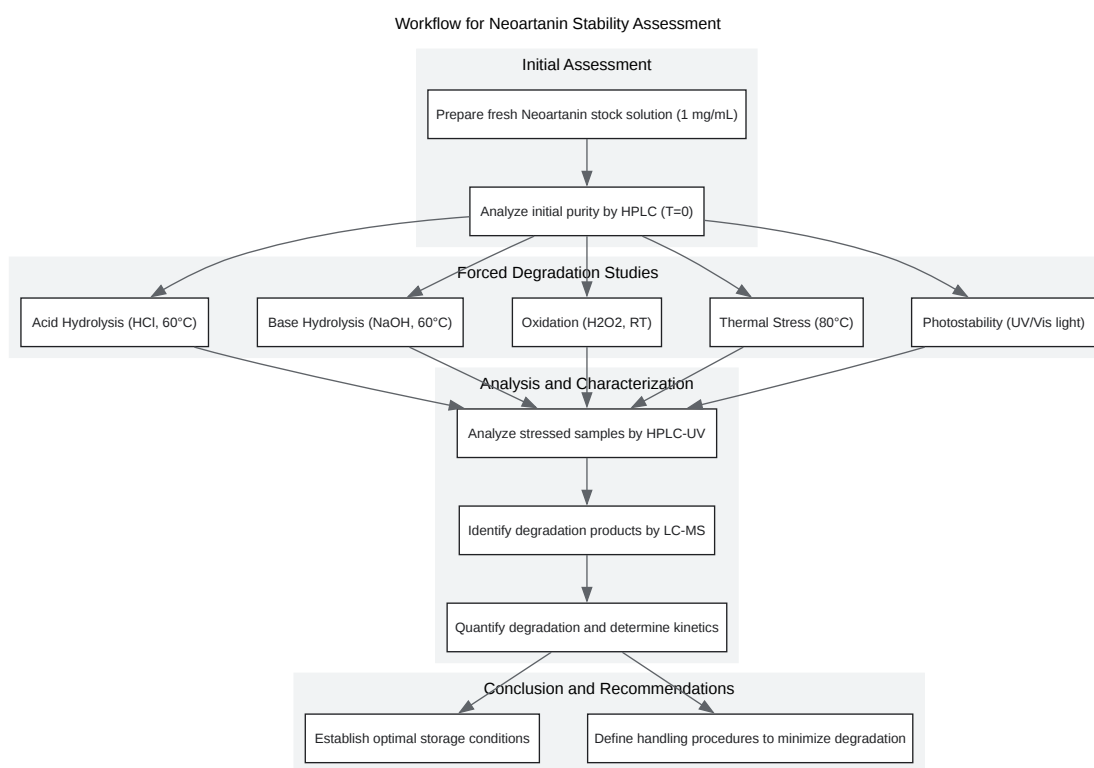 Workflow for Neoartanin Stability Assessment
Initial Assessment
Prepare fresh Neoartanin stock solution (1 mg/mL)
Analyze initial purity by HPLC (T=0)
Forced Degradation Studies
Acid Hydrolysis (HCl, 60°C)
Base Hydrolysis (NaOH, 60°C)
Oxidation (H2O2, RT)
Thermal Stress (80°C)
Photostability (UV/Vis light)
Analysis and Characterization
Analyze stressed samples by HPLC-UV
Identify degradation products by LC-MS
Quantify degradation and determine kinetics
Conclusion and Recommendations
Establish optimal storage conditions
Define handling procedures to minimize degradation